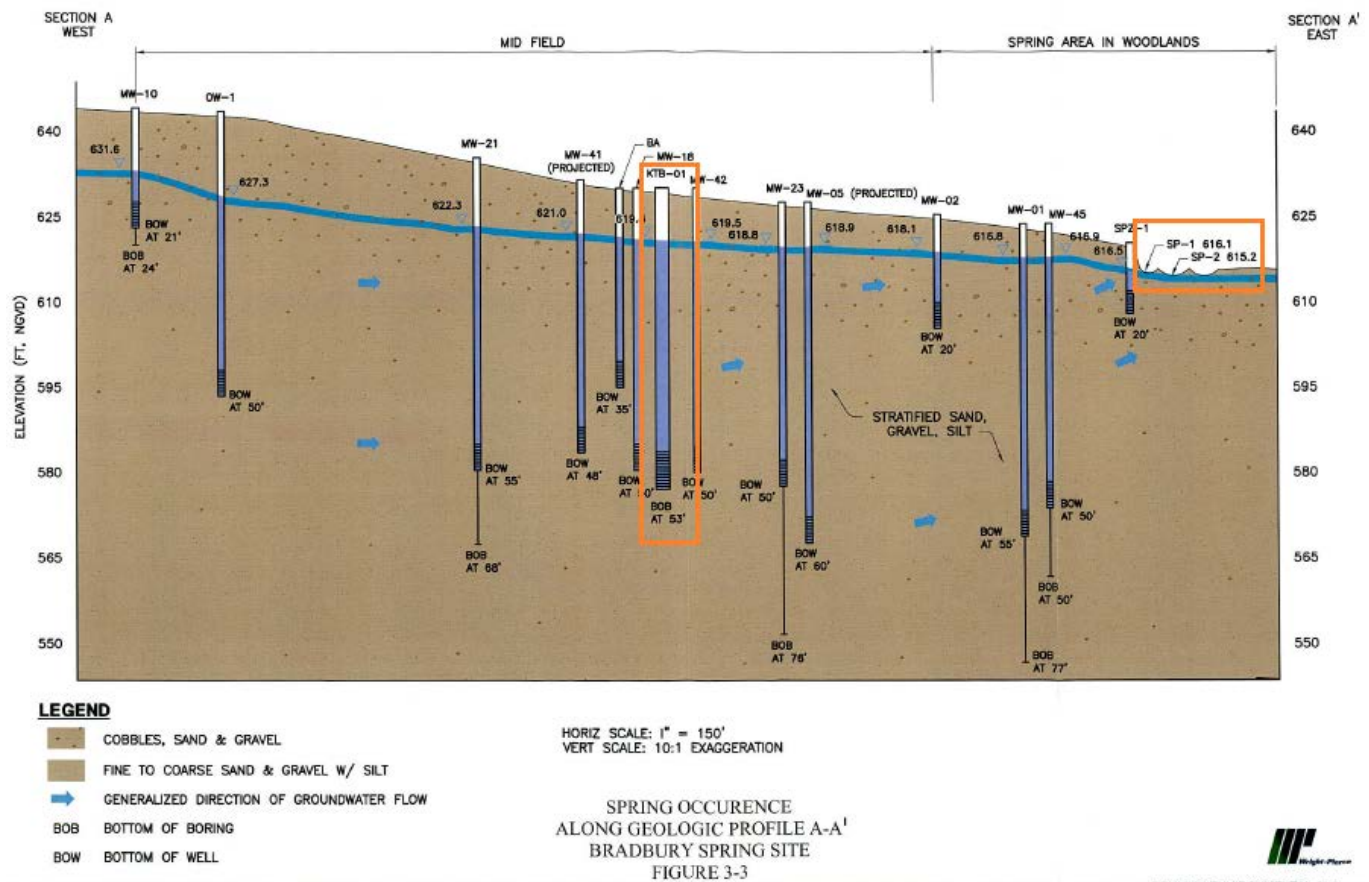 SECTION A
WEST
SECTION A'
EAST
MID FIELD
SPRING AREA IN WOODLANDS
MW-10
OW-1
MW-21
MW-41
(PROJECTED)
BA
MW-18
KTB-01
MW-42
MW-23
MW-05 (PROJECTED)
MW-02
MW-01
MW-45
640
625
610
595
580
565
550
ELEVATION (FT, NGVD)
640
625
610
595
580
565
550
631.6
627.3
622.3
621.0
619.5
618.8
618.9
618.1
616.8
616.9
616.5
SP-1 616.1
SP-2 615.2
BOW
AT 21'
BOB
AT 24'
BOW
AT 50'
BOW
AT 55'
BOB
AT 68'
BOW
AT 48'
BOW
AT 35'
BOW
BOB
AT 53'
BOW
AT 50'
BOW
AT 50'
BOB
AT 76'
BOW
AT 60'
BOW
AT 20'
BOW
AT 55'
BOB
AT 77'
BOW
AT 50'
BOB
AT 50'
BOW
AT 20'
STRATIFIED SAND,
GRAVEL, SILT
LEGEND
COBBLES, SAND & GRAVEL
FINE TO COARSE SAND & GRAVEL W/ SILT
GENERALIZED DIRECTION OF GROUNDWATER FLOW
BOB BOTTOM OF BORING
BOW BOTTOM OF WELL
HORIZ SCALE: 1" = 150'
VERT SCALE: 10:1 EXAGGERATION
SPRING OCCURENCE
ALONG GEOLOGIC PROFILE A-A'
BRADBURY SPRING SITE
FIGURE 3-3
Wright-Pierce